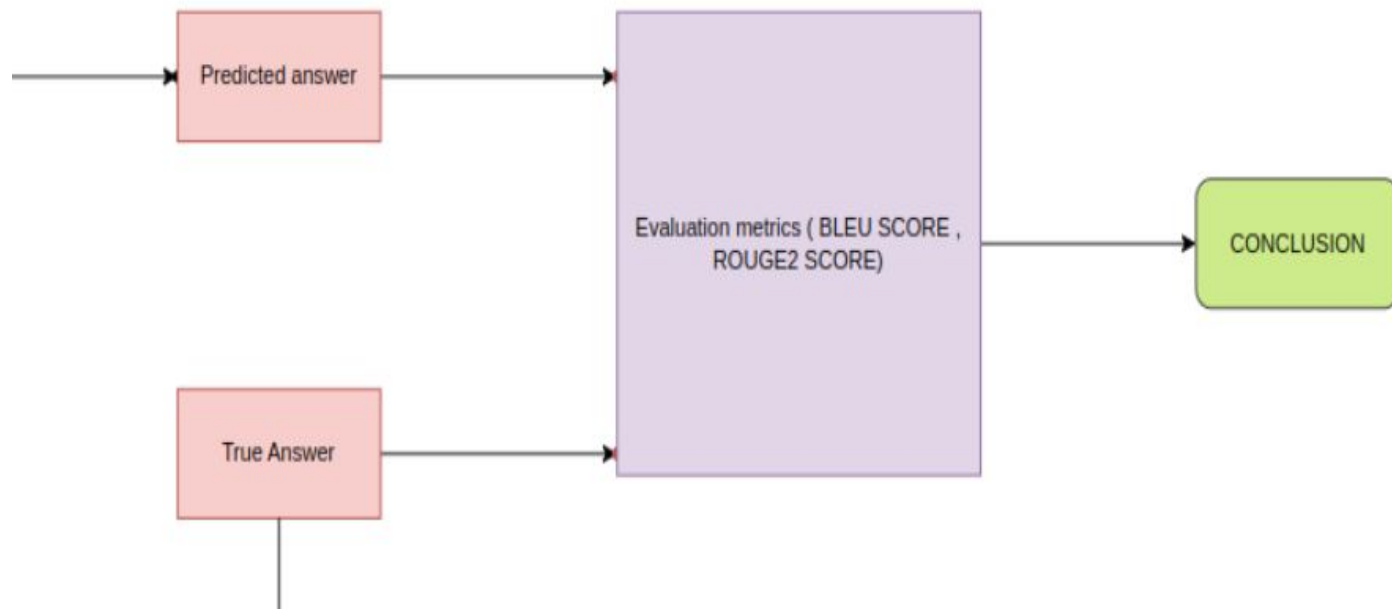 Predicted answer
Evaluation metrics ( BLEU SCORE ,
ROUGE2 SCORE)
CONCLUSION
True Answer